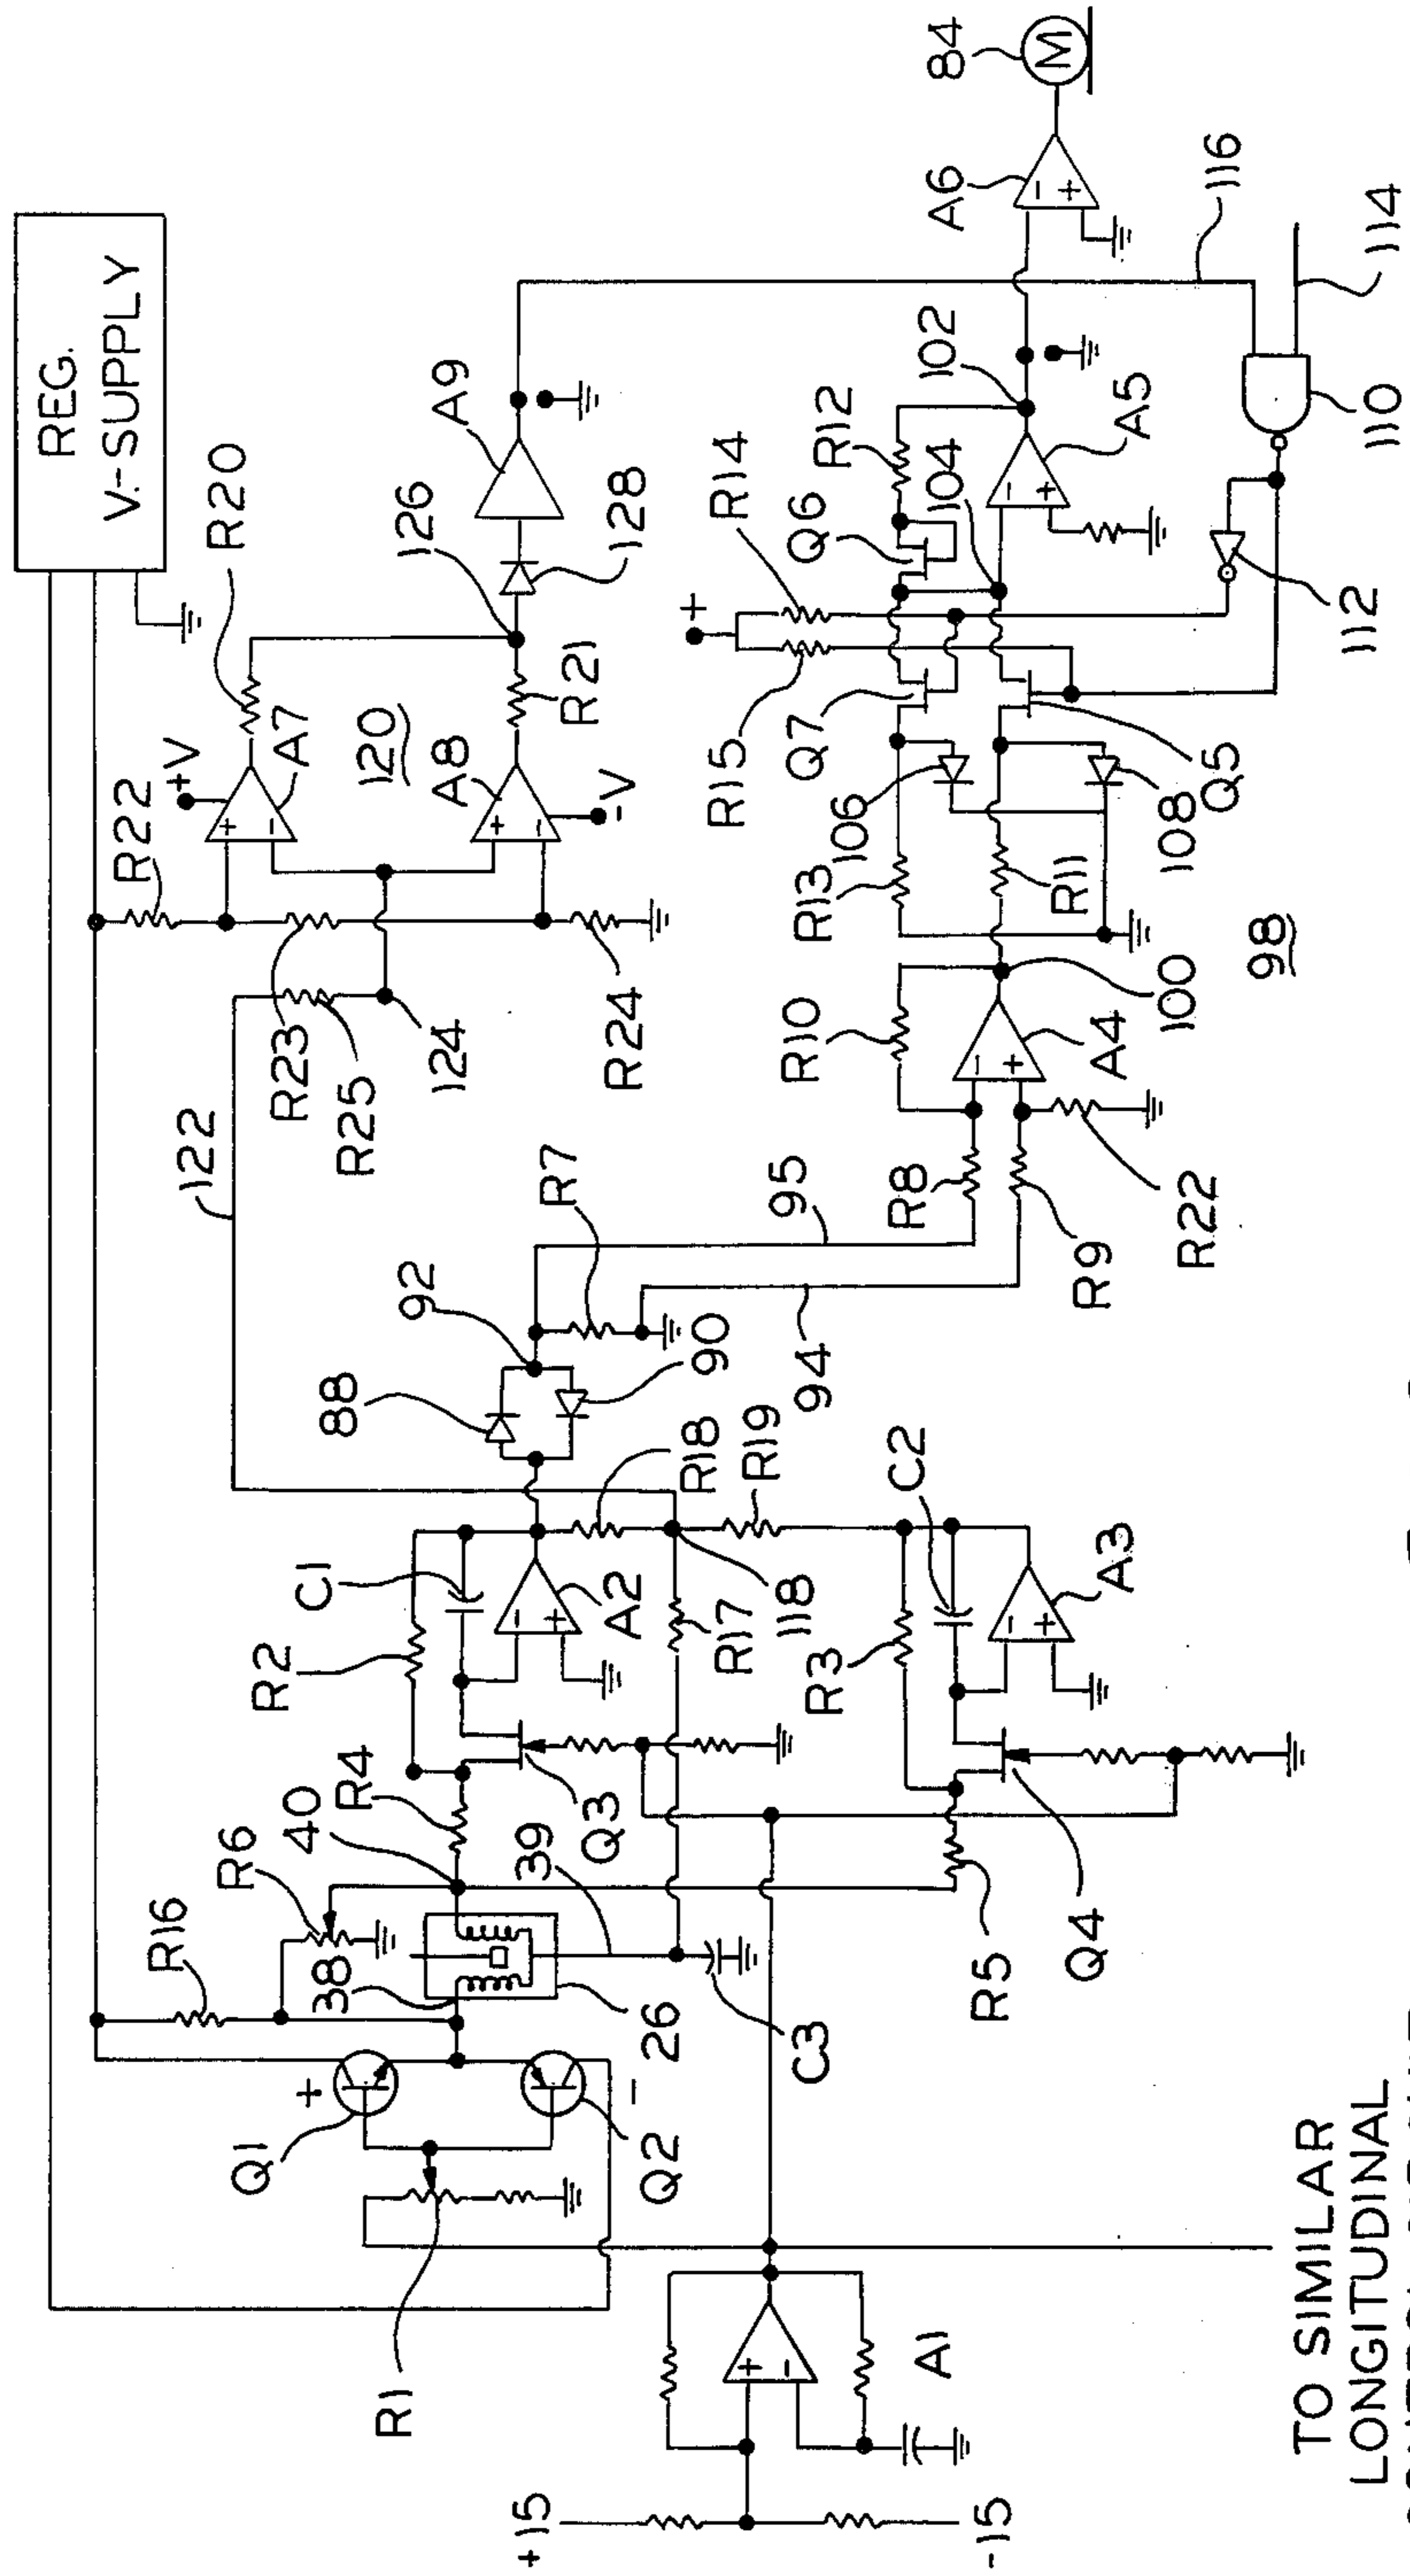 REG.
V.-SUPPLY
R20
+V
R22
A7
120
A8
-V
R21
126
A9
128
122
R23
R25
124
R24
116
84
M
A6
102
R12
104
A5
Q6
R14
+
R15
Q7
106
R13
R11
108
Q5
98
112
110
114
R10
A4
100
R8
R9
R22
95
94
R7
92
88
90
C1
R2
A2
R18
R19
118
R17
R3
C2
A3
R4
40
Q3
39
R6
R16
38
26
C3
R5
Q4
+
-
Q1
Q2
R1
A1
+15
-15
+
-
+
-
+
-
+
-
+
-
+
-
+
-
+
-
TO SIMILAR
LONGITUDINAL